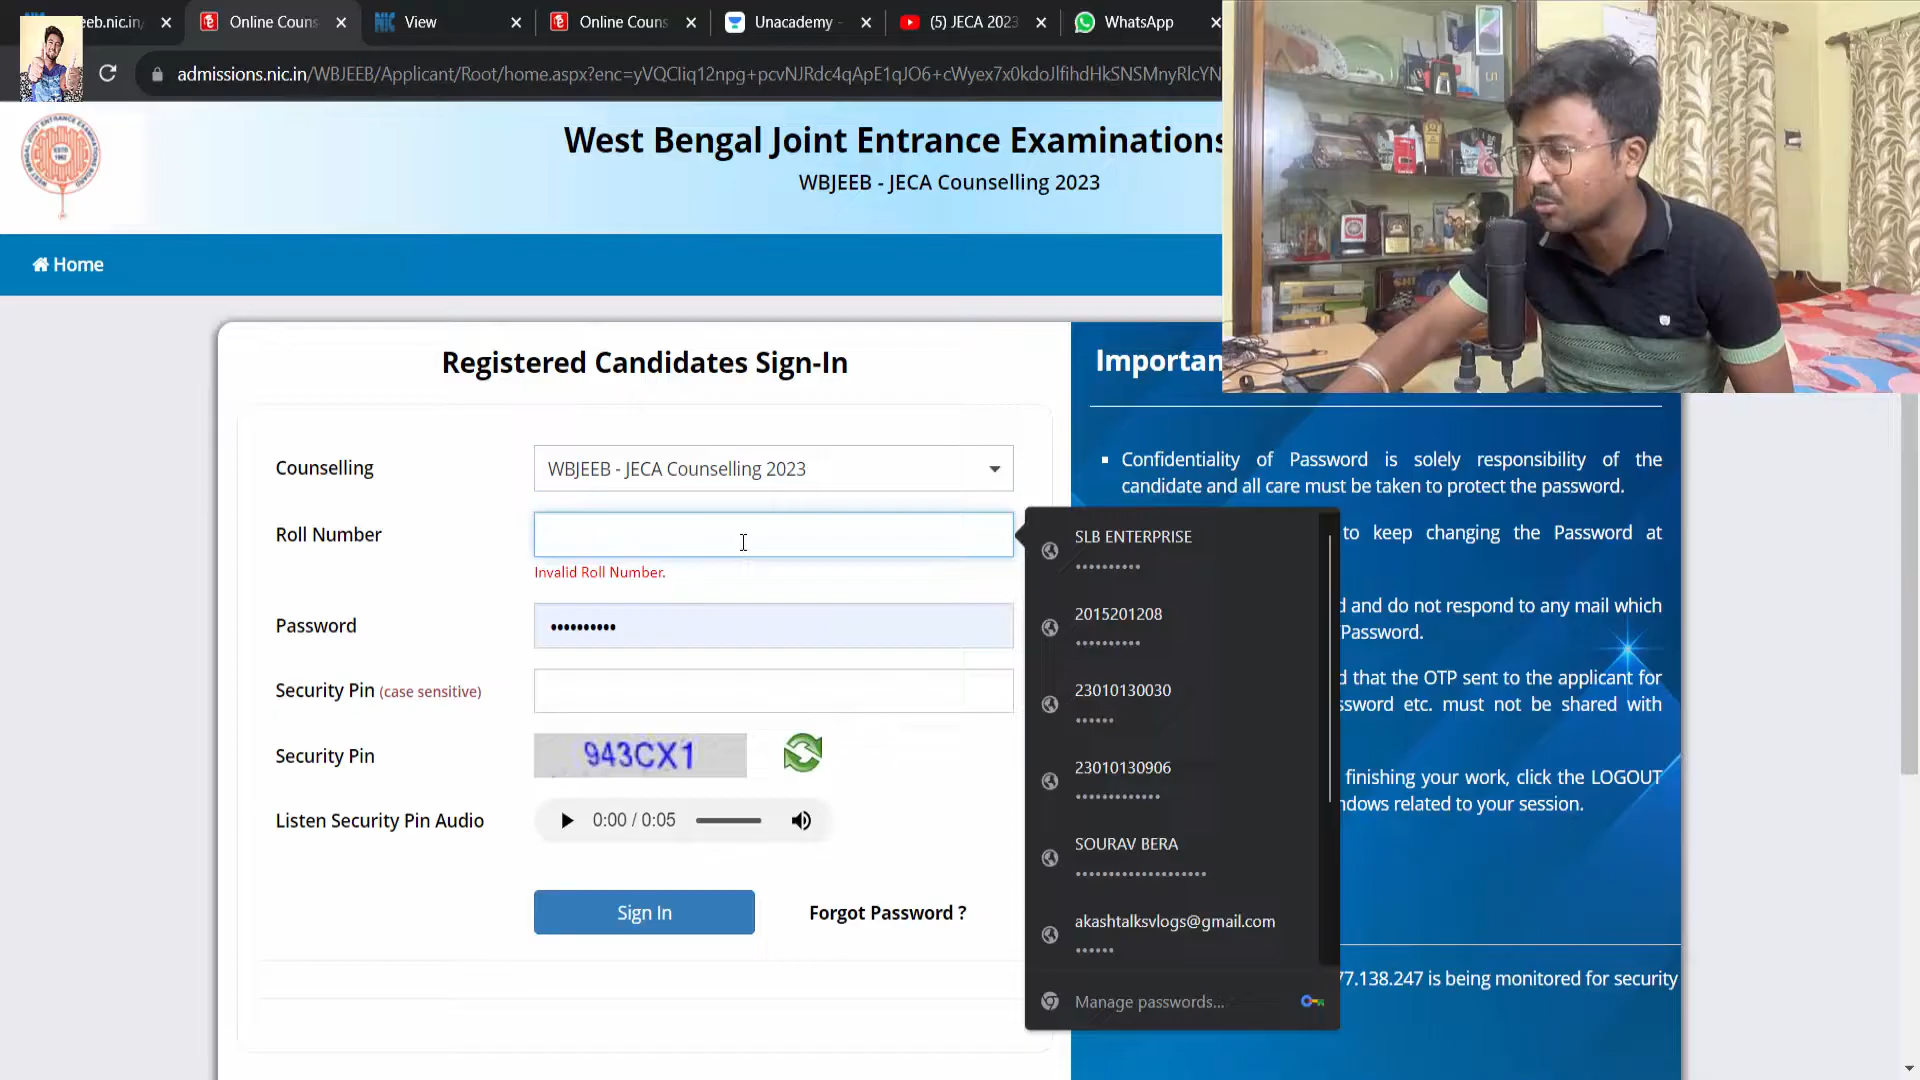 eeb.nic.in/
Online Couns
View
Online Couns
Unacademy -
(5) JECA 2023
WhatsApp
admissions.nic.in/WBJEEB/Applicant/Root/home.aspx?enc=yVQCIiq12npg+pcvNJRdc4qApE1qJO6+cWyex7x0kdoJlfihdHkSNSMnyRlcYN
West Bengal Joint Entrance Examinations
WBJEEB - JECA Counselling 2023
Home
Registered Candidates Sign-In
Counselling
WBJEEB - JECA Counselling 2023
Roll Number
Invalid Roll Number.
Password
••••••••••
Security Pin (case sensitive)
Security Pin
943CX1
Listen Security Pin Audio
0:00 / 0:05
Sign In
Forgot Password ?
SLB ENTERPRISE
••••••••••
2015201208
••••••••••
23010130030
••••••
23010130906
•••••••••••••
SOURAV BERA
••••••••••••••••••••
akashtalksvlogs@gmail.com
••••••
Manage passwords...
Important
Confidentiality of Password is solely responsibility of the
candidate and all care must be taken to protect the password.
to keep changing the Password at
d and do not respond to any mail which
Password.
d that the OTP sent to the applicant for
ssword etc. must not be shared with
finishing your work, click the LOGOUT
ndows related to your session.
77.138.247 is being monitored for security